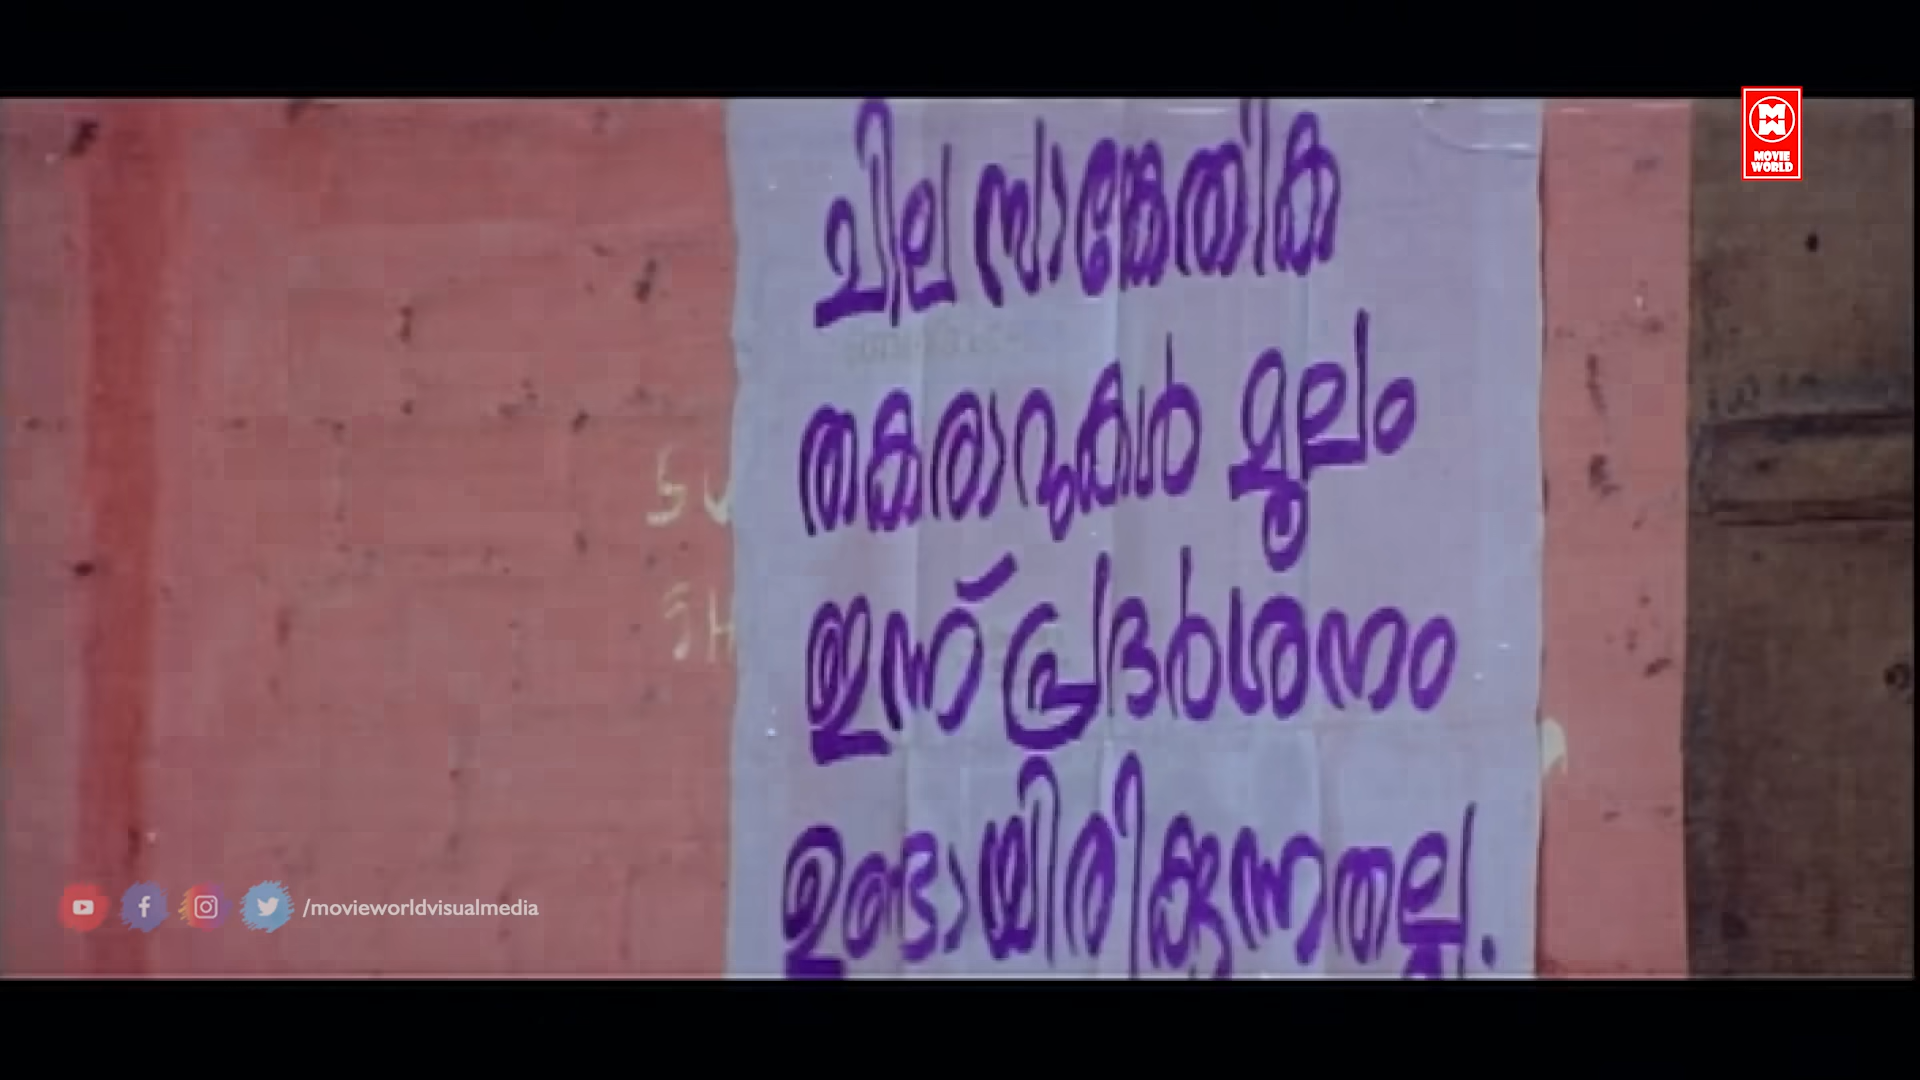 MOVIE
WORLD
ചില സാങ്കേതിക
തകരാറുകൾ മൂലം
ഇന്ന് പ്രദർശനം
ഉണ്ടായിരിക്കുന്നതല്ല.
/movieworldvisualmedia